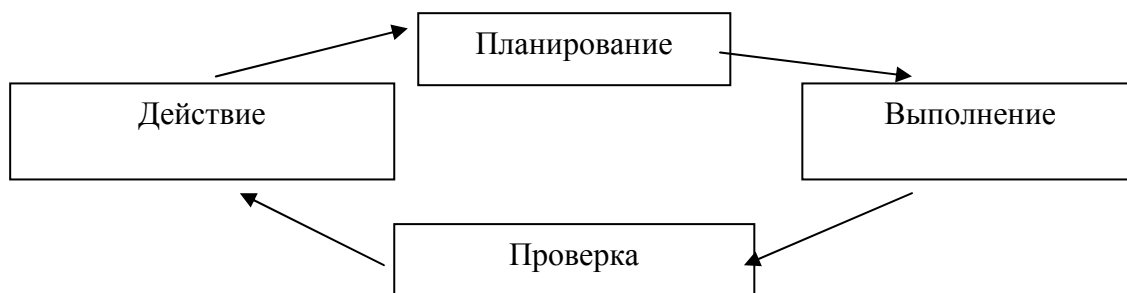 Планирование
Действие
Выполнение
Проверка